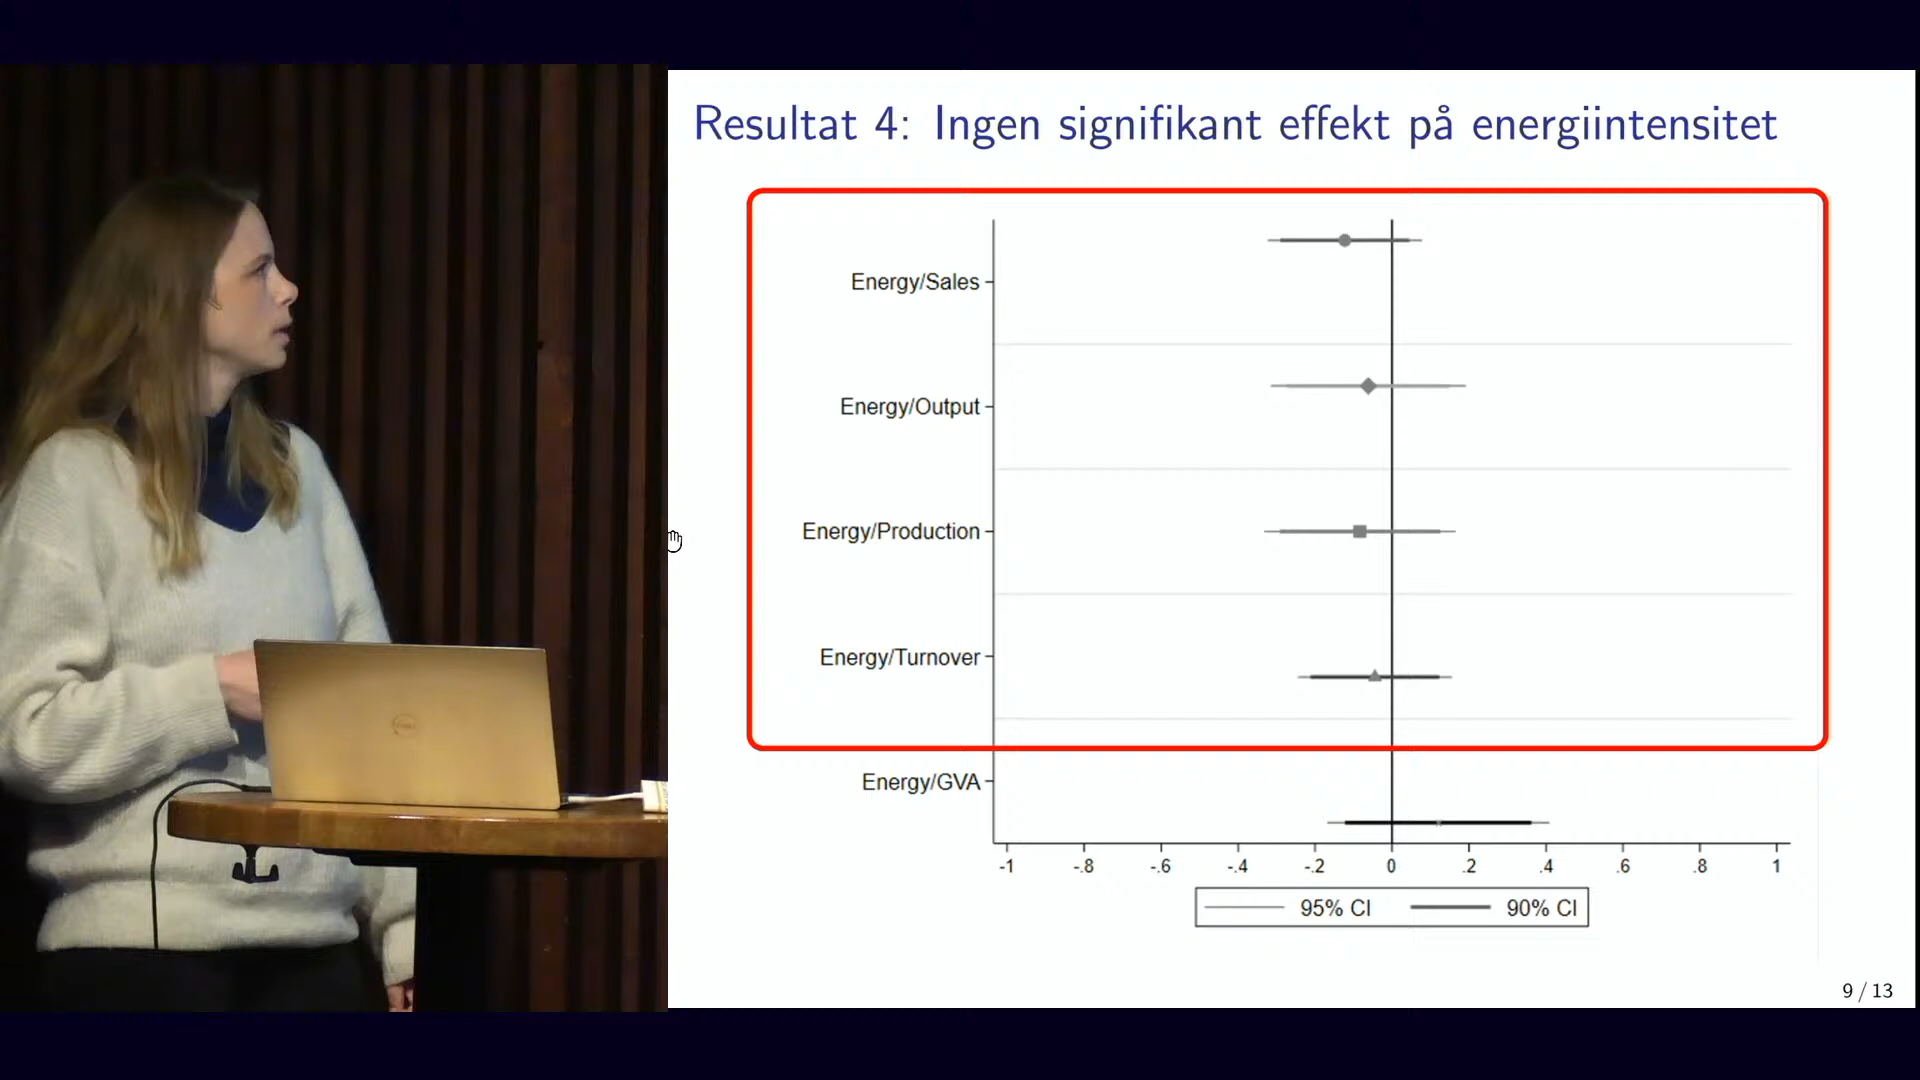 Resultat 4: Ingen signifikant effekt på energiintensitet
Energy/Sales
Energy/Output
Energy/Production
Energy/Turnover
Energy/GVA
-1 -.8 -.6 -.4 -.2 0 .2 .4 .6 .8 1
95% CI 90% CI
9 / 13